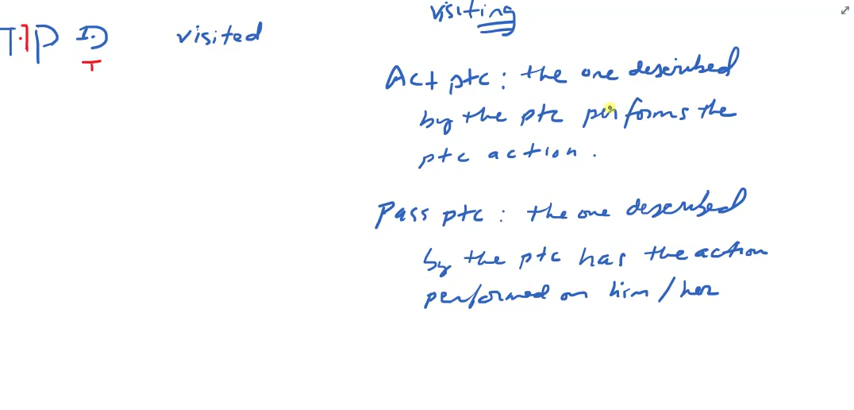 visiting
פָּקוּד visited
Act ptc : the one described
by the ptc performs the
ptc action .
Pass ptc : the one described
by the ptc has the action
performed on him / her